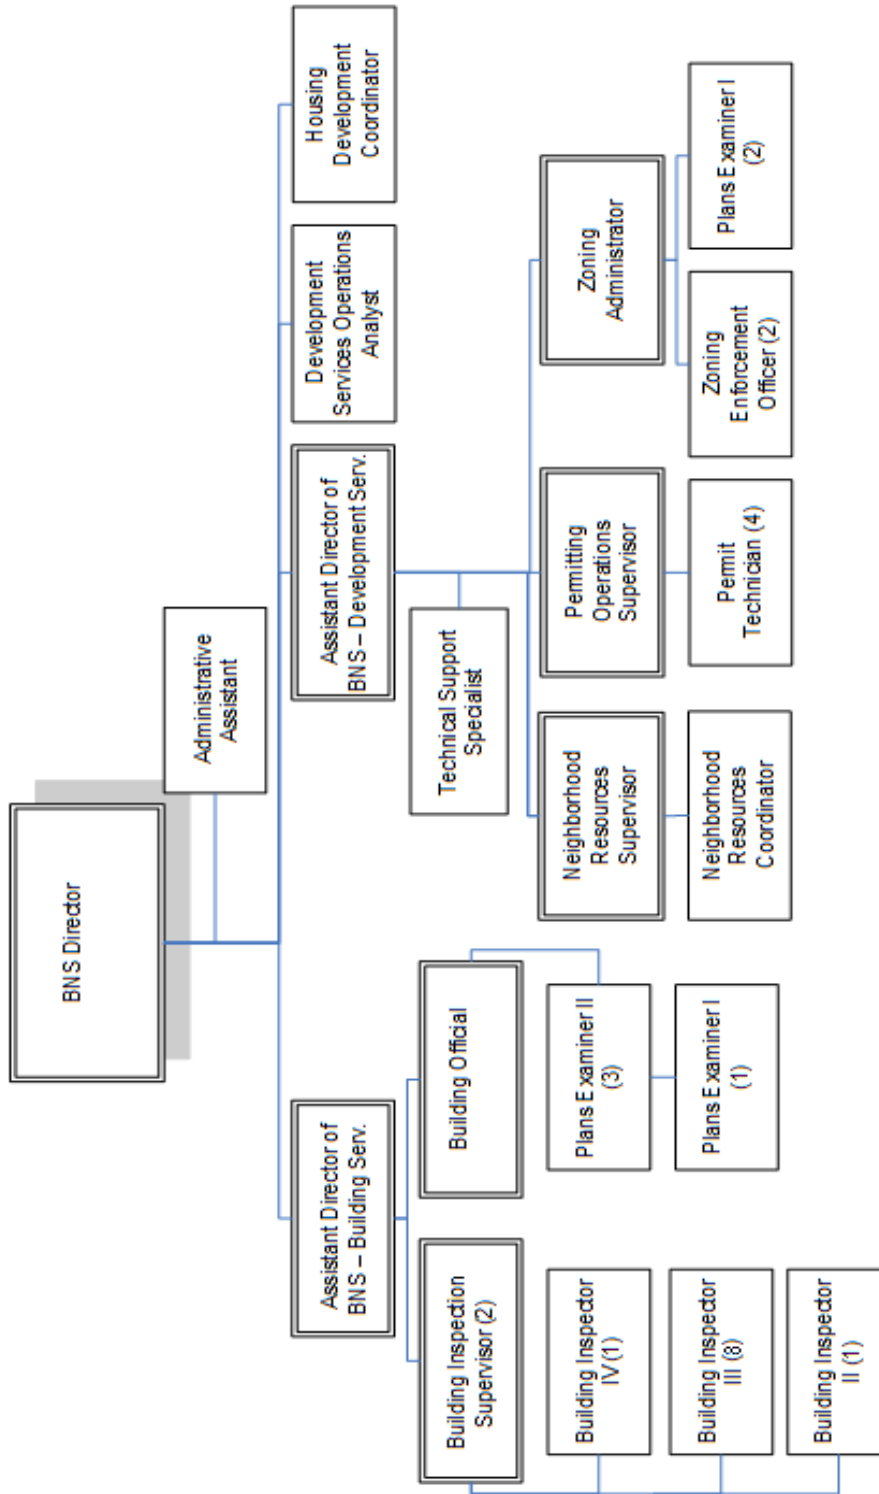 BNS Director
Administrative
Assistant
Assistant Director of
BNS – Building Serv.
Assistant Director of
BNS – Development Serv.
Development
Services Operations
Analyst
Housing
Development
Coordinator
Building Inspection
Supervisor (2)
Building Official
Technical Support
Specialist
Building Inspector
IV (1)
Building Inspector
III (8)
Building Inspector
II (1)
Plans Examiner II
(3)
Plans Examiner I
(1)
Neighborhood
Resources
Supervisor
Permitting
Operations
Supervisor
Zoning
Administrator
Neighborhood
Resources
Coordinator
Permit
Technician (4)
Zoning
Enforcement
Officer (2)
Plans Examiner I
(2)